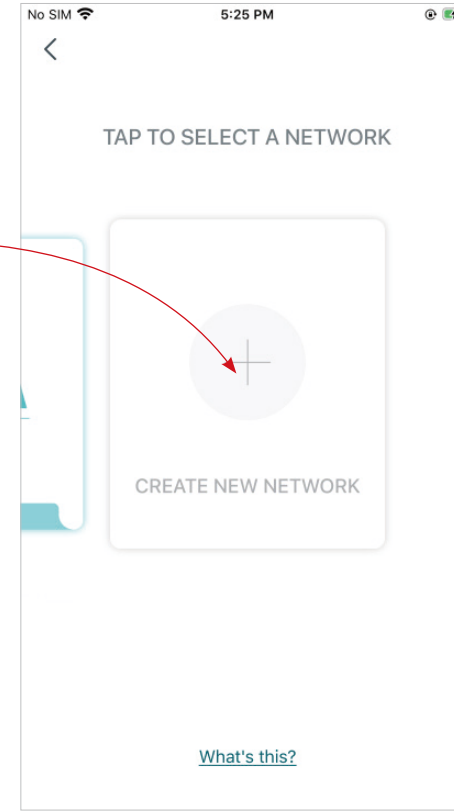 No SIM 5:25 PM
TAP TO SELECT A NETWORK
CREATE NEW NETWORK
What's this?